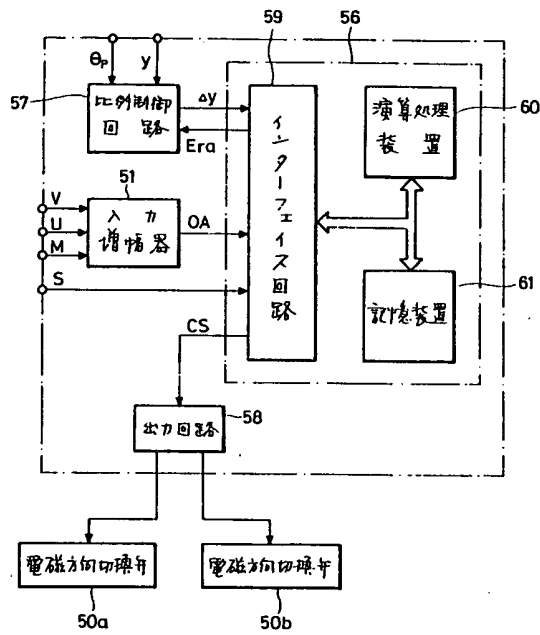 59
56
θP
y
57
比例制御
回路
Δy
Era
インターフェイス回路
演算処理
装置
60
51
V
U
M
S
入力
増幅器
OA
記憶装置
61
CS
出力回路
58
電磁方向切換弁
50a
電磁方向切換弁
50b